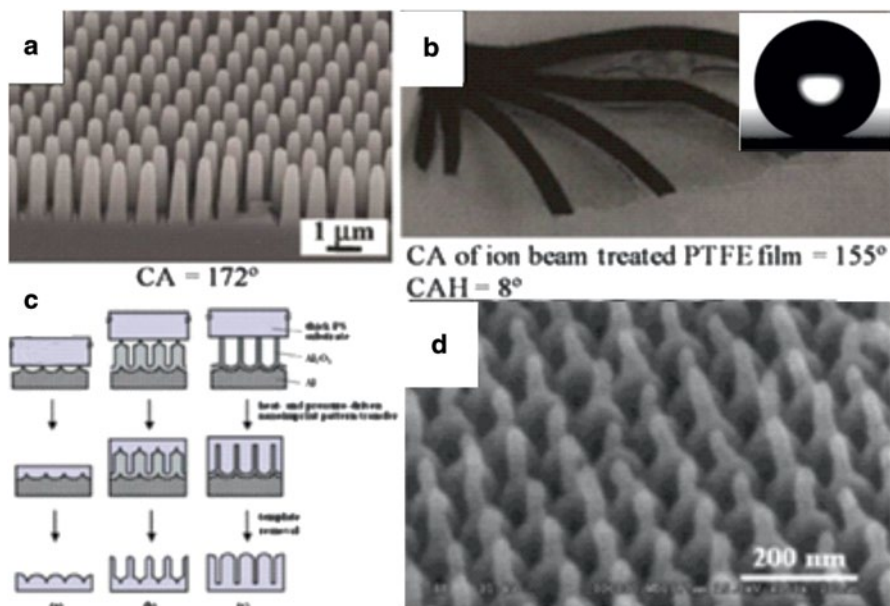 a
1 μm
CA = 172°
b
CA of ion beam treated PTFE film = 155°
CAH = 8°
c
thick PS
substrate
Al₂O₃
Al
heat- and pressure-driven
nanoimprint pattern transfer
template
removal
d
200 nm